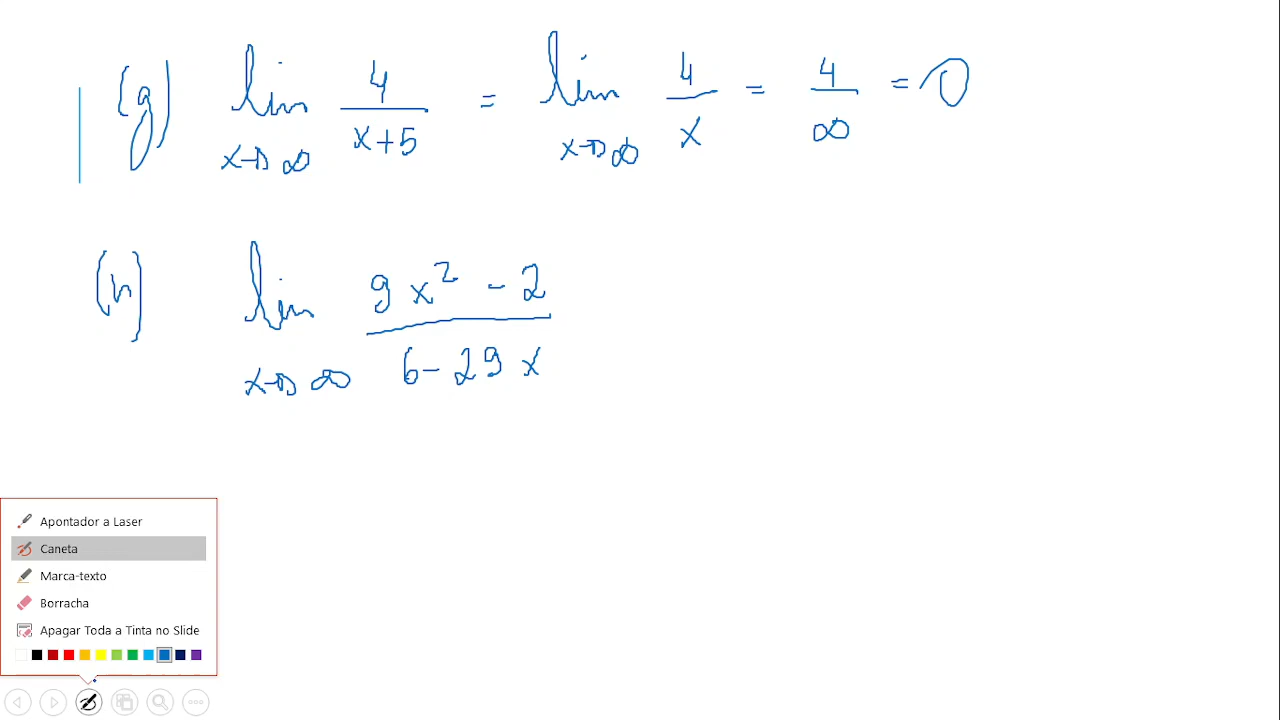 (g) lim x→∞ 4/(x+5) = lim x→∞ 4/x = 4/∞ = 0
(h) lim x→∞ (9x² - 2)/(6 - 29x)
Apontador a Laser
Caneta
Marca-texto
Borracha
Apagar Toda a Tinta no Slide